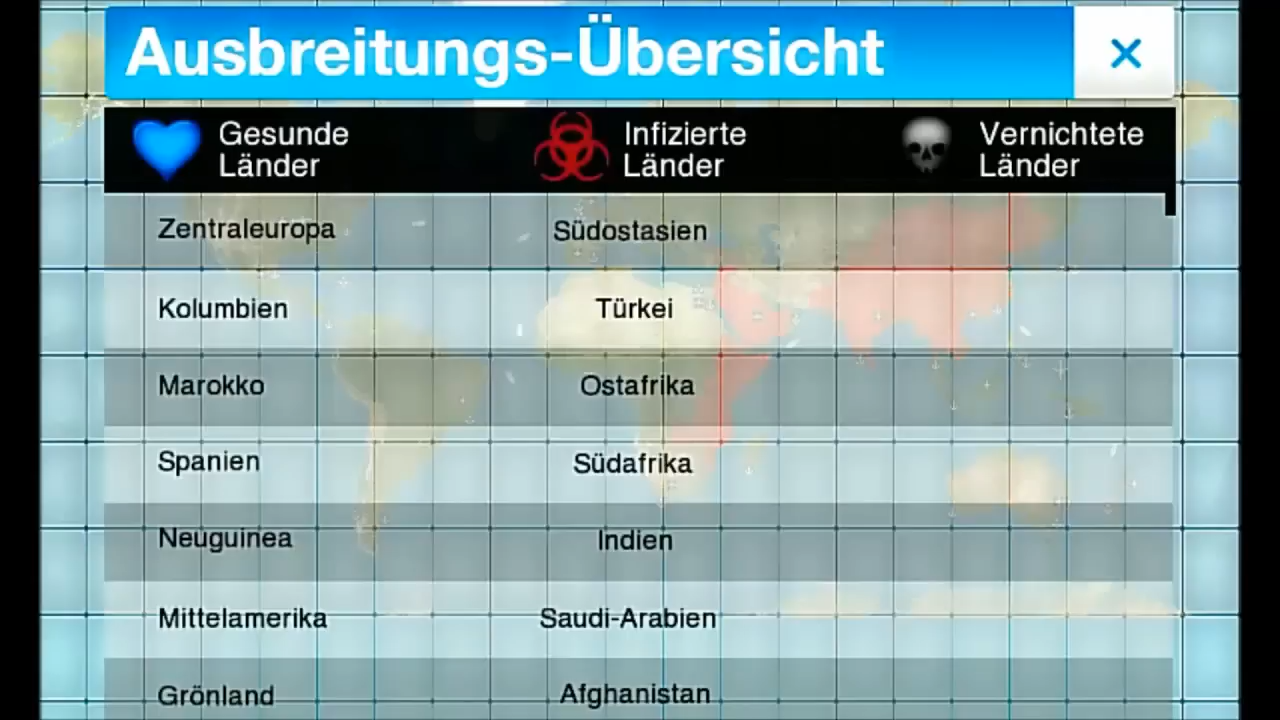 Ausbreitungs-Übersicht
Gesunde Länder
Infizierte Länder
Vernichtete Länder
Zentraleuropa Südostasien
Kolumbien Türkei
Marokko Ostafrika
Spanien Südafrika
Neuguinea Indien
Mittelamerika Saudi-Arabien
Grönland Afghanistan